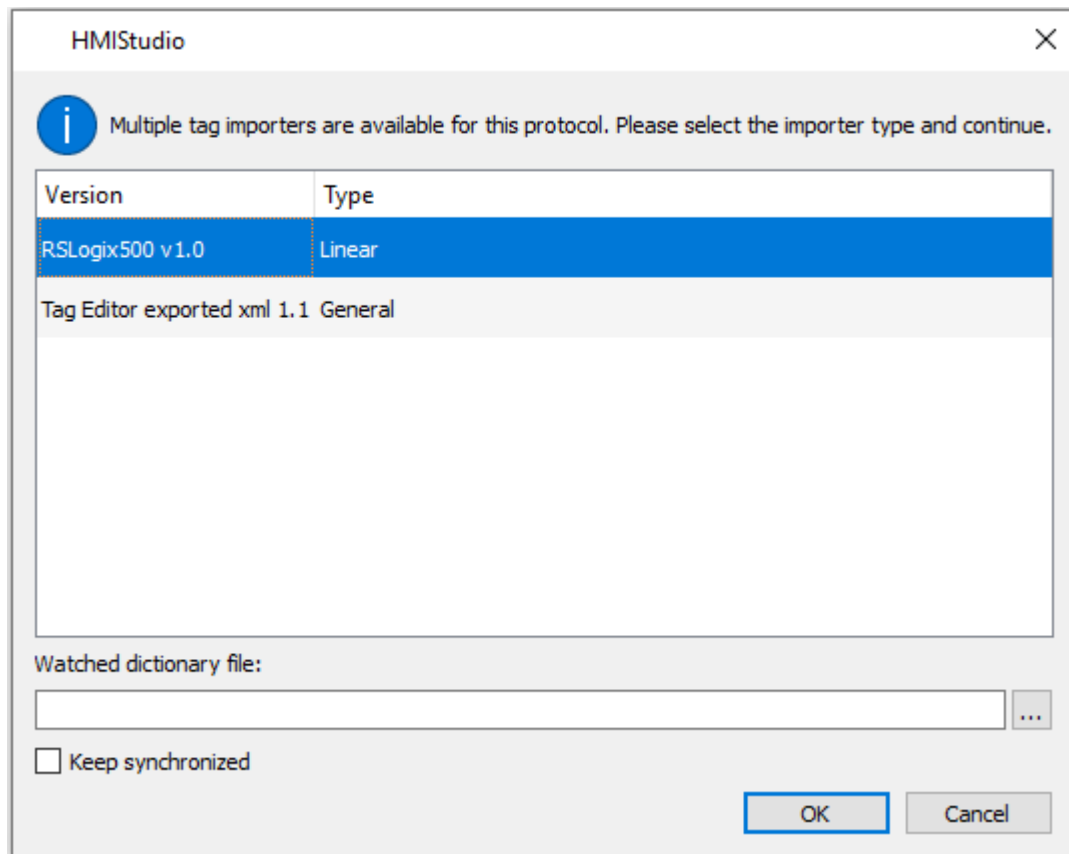 HMIStudio
Multiple tag importers are available for this protocol. Please select the importer type and continue.
Version Type
RSLogix500 v1.0 Linear
Tag Editor exported xml 1.1 General
Watched dictionary file:
...
Keep synchronized
OK Cancel